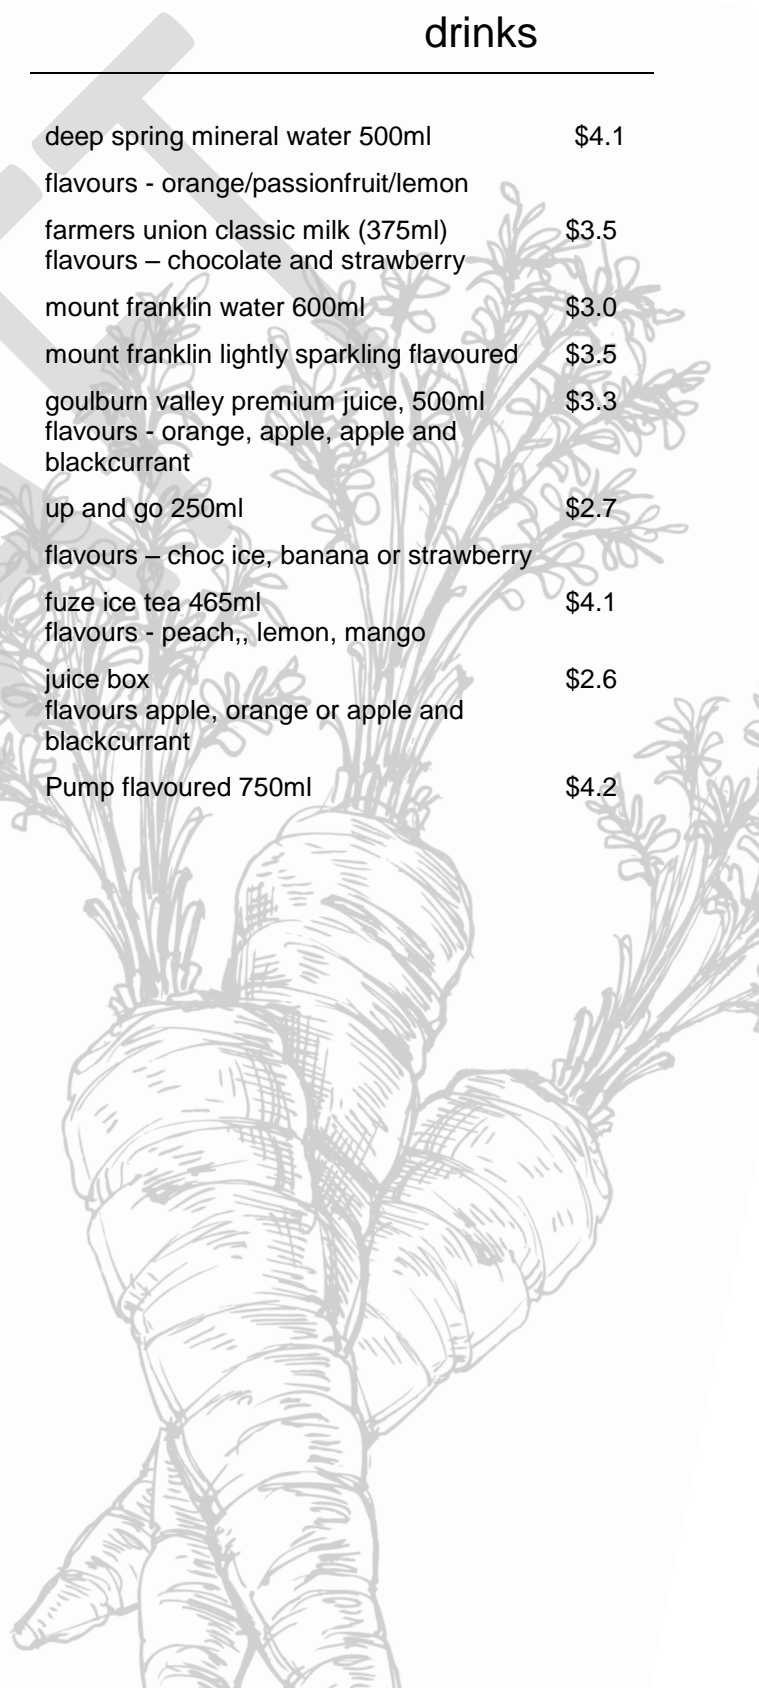 drinks
deep spring mineral water 500ml $4.1
flavours - orange/passionfruit/lemon
farmers union classic milk (375ml) $3.5
flavours – chocolate and strawberry
mount franklin water 600ml $3.0
mount franklin lightly sparkling flavoured $3.5
goulburn valley premium juice, 500ml $3.3
flavours - orange, apple, apple and
blackcurrant
up and go 250ml $2.7
flavours – choc ice, banana or strawberry
fuze ice tea 465ml $4.1
flavours - peach,, lemon, mango
juice box $2.6
flavours apple, orange or apple and
blackcurrant
Pump flavoured 750ml $4.2